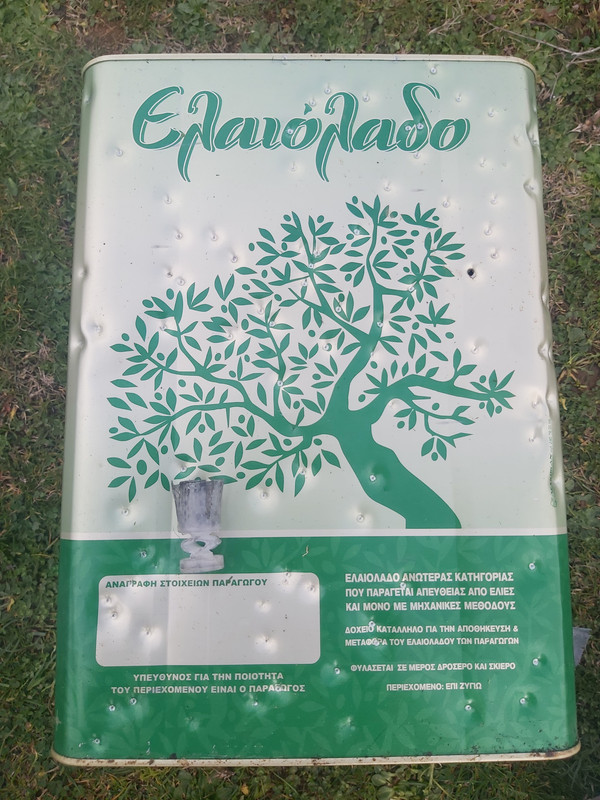 Ελαιόλαδο
ΑΝΑΓΡΑΦΗ ΣΤΟΙΧΕΙΩΝ ΠΑΡΑΓΩΓΟΥ
ΥΠΕΥΘΥΝΟΣ ΓΙΑ ΤΗΝ ΠΟΙΟΤΗΤΑ
ΤΟΥ ΠΕΡΙΕΧΟΜΕΝΟΥ ΕΙΝΑΙ Ο ΠΑΡΑΓΩΓΟΣ
ΕΛΑΙΟΛΑΔΟ ΑΝΩΤΕΡΑΣ ΚΑΤΗΓΟΡΙΑΣ
ΠΟΥ ΠΑΡΑΓΕΤΑΙ ΑΠΕΥΘΕΙΑΣ ΑΠΟ ΕΛΙΕΣ
ΚΑΙ ΜΟΝΟ ΜΕ ΜΗΧΑΝΙΚΕΣ ΜΕΘΟΔΟΥΣ
ΔΟΧΕΙΟ ΚΑΤΑΛΛΗΛΟ ΓΙΑ ΤΗΝ ΑΠΟΘΗΚΕΥΣΗ &
ΜΕΤΑΦΟΡΑ ΤΟΥ ΕΛΑΙΟΛΑΔΟΥ ΤΩΝ ΠΑΡΑΓΩΓΩΝ
ΦΥΛΑΣΕΤΑΙ ΣΕ ΜΕΡΟΣ ΔΡΟΣΕΡΟ ΚΑΙ ΣΚΙΕΡΟ
ΠΕΡΙΕΧΟΜΕΝΟ: ΕΠΙ ΖΥΓΙΩ